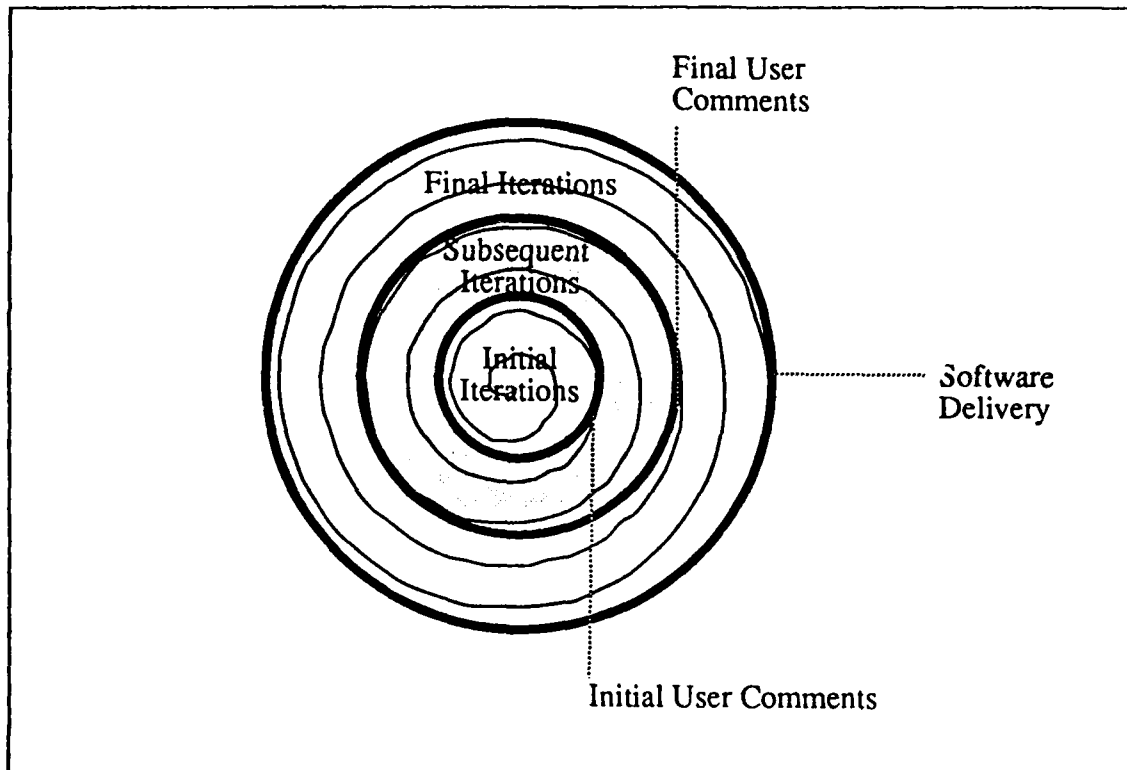 Final User
Comments
Final Iterations
Subsequent
Iterations
Initial
Iterations
Software
Delivery
Initial User Comments